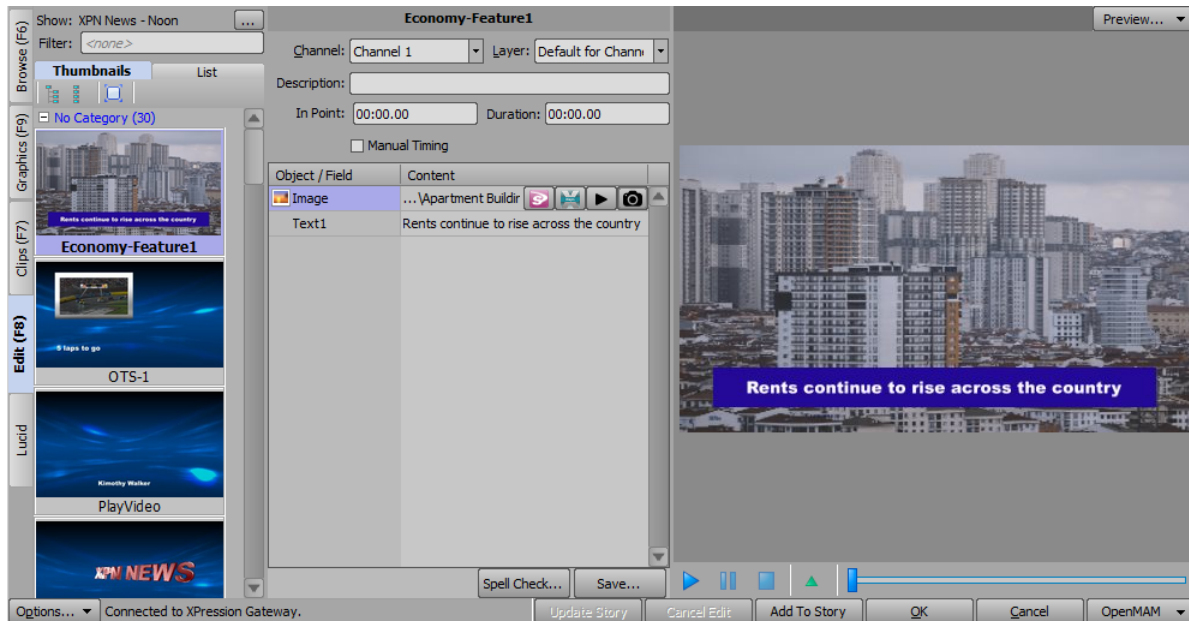 Browse (F6)
Graphics (F9)
Clips (F7)
Edit (F8)
Lucid
Show: XPN News - Noon
...
Filter: <none>
Thumbnails
List
No Category (30)
Rents continue to rise across the country
Economy-Feature1
5 laps to go
OTS-1
Kimothy Walker
PlayVideo
XPN NEWS
Economy-Feature1
Channel: Channel 1 Layer: Default for Chann
Description:
In Point: 00:00.00 Duration: 00:00.00
Manual Timing
Object / Field Content
Image ...\Apartment Buildir
Text1 Rents continue to rise across the country
Spell Check... Save...
Preview...
Rents continue to rise across the country
Options... Connected to XPression Gateway.
Update Story Cancel Edit Add To Story OK Cancel OpenMAM